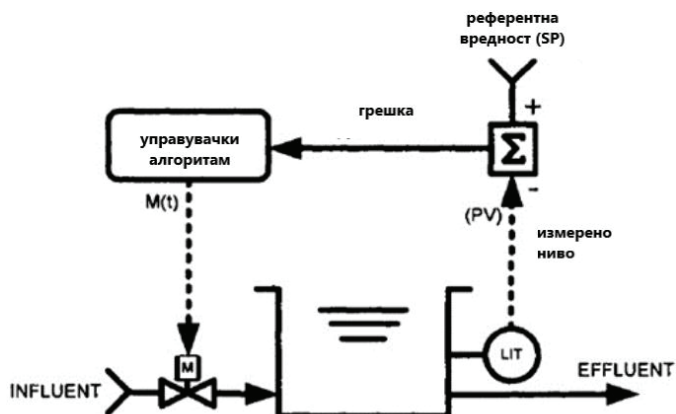 референтна
вредност (SP)
+
грешка
управувачки
алгоритам
Σ
-
M(t)
(PV)
измерено
ниво
M
LIT
INFLUENT
EFFLUENT